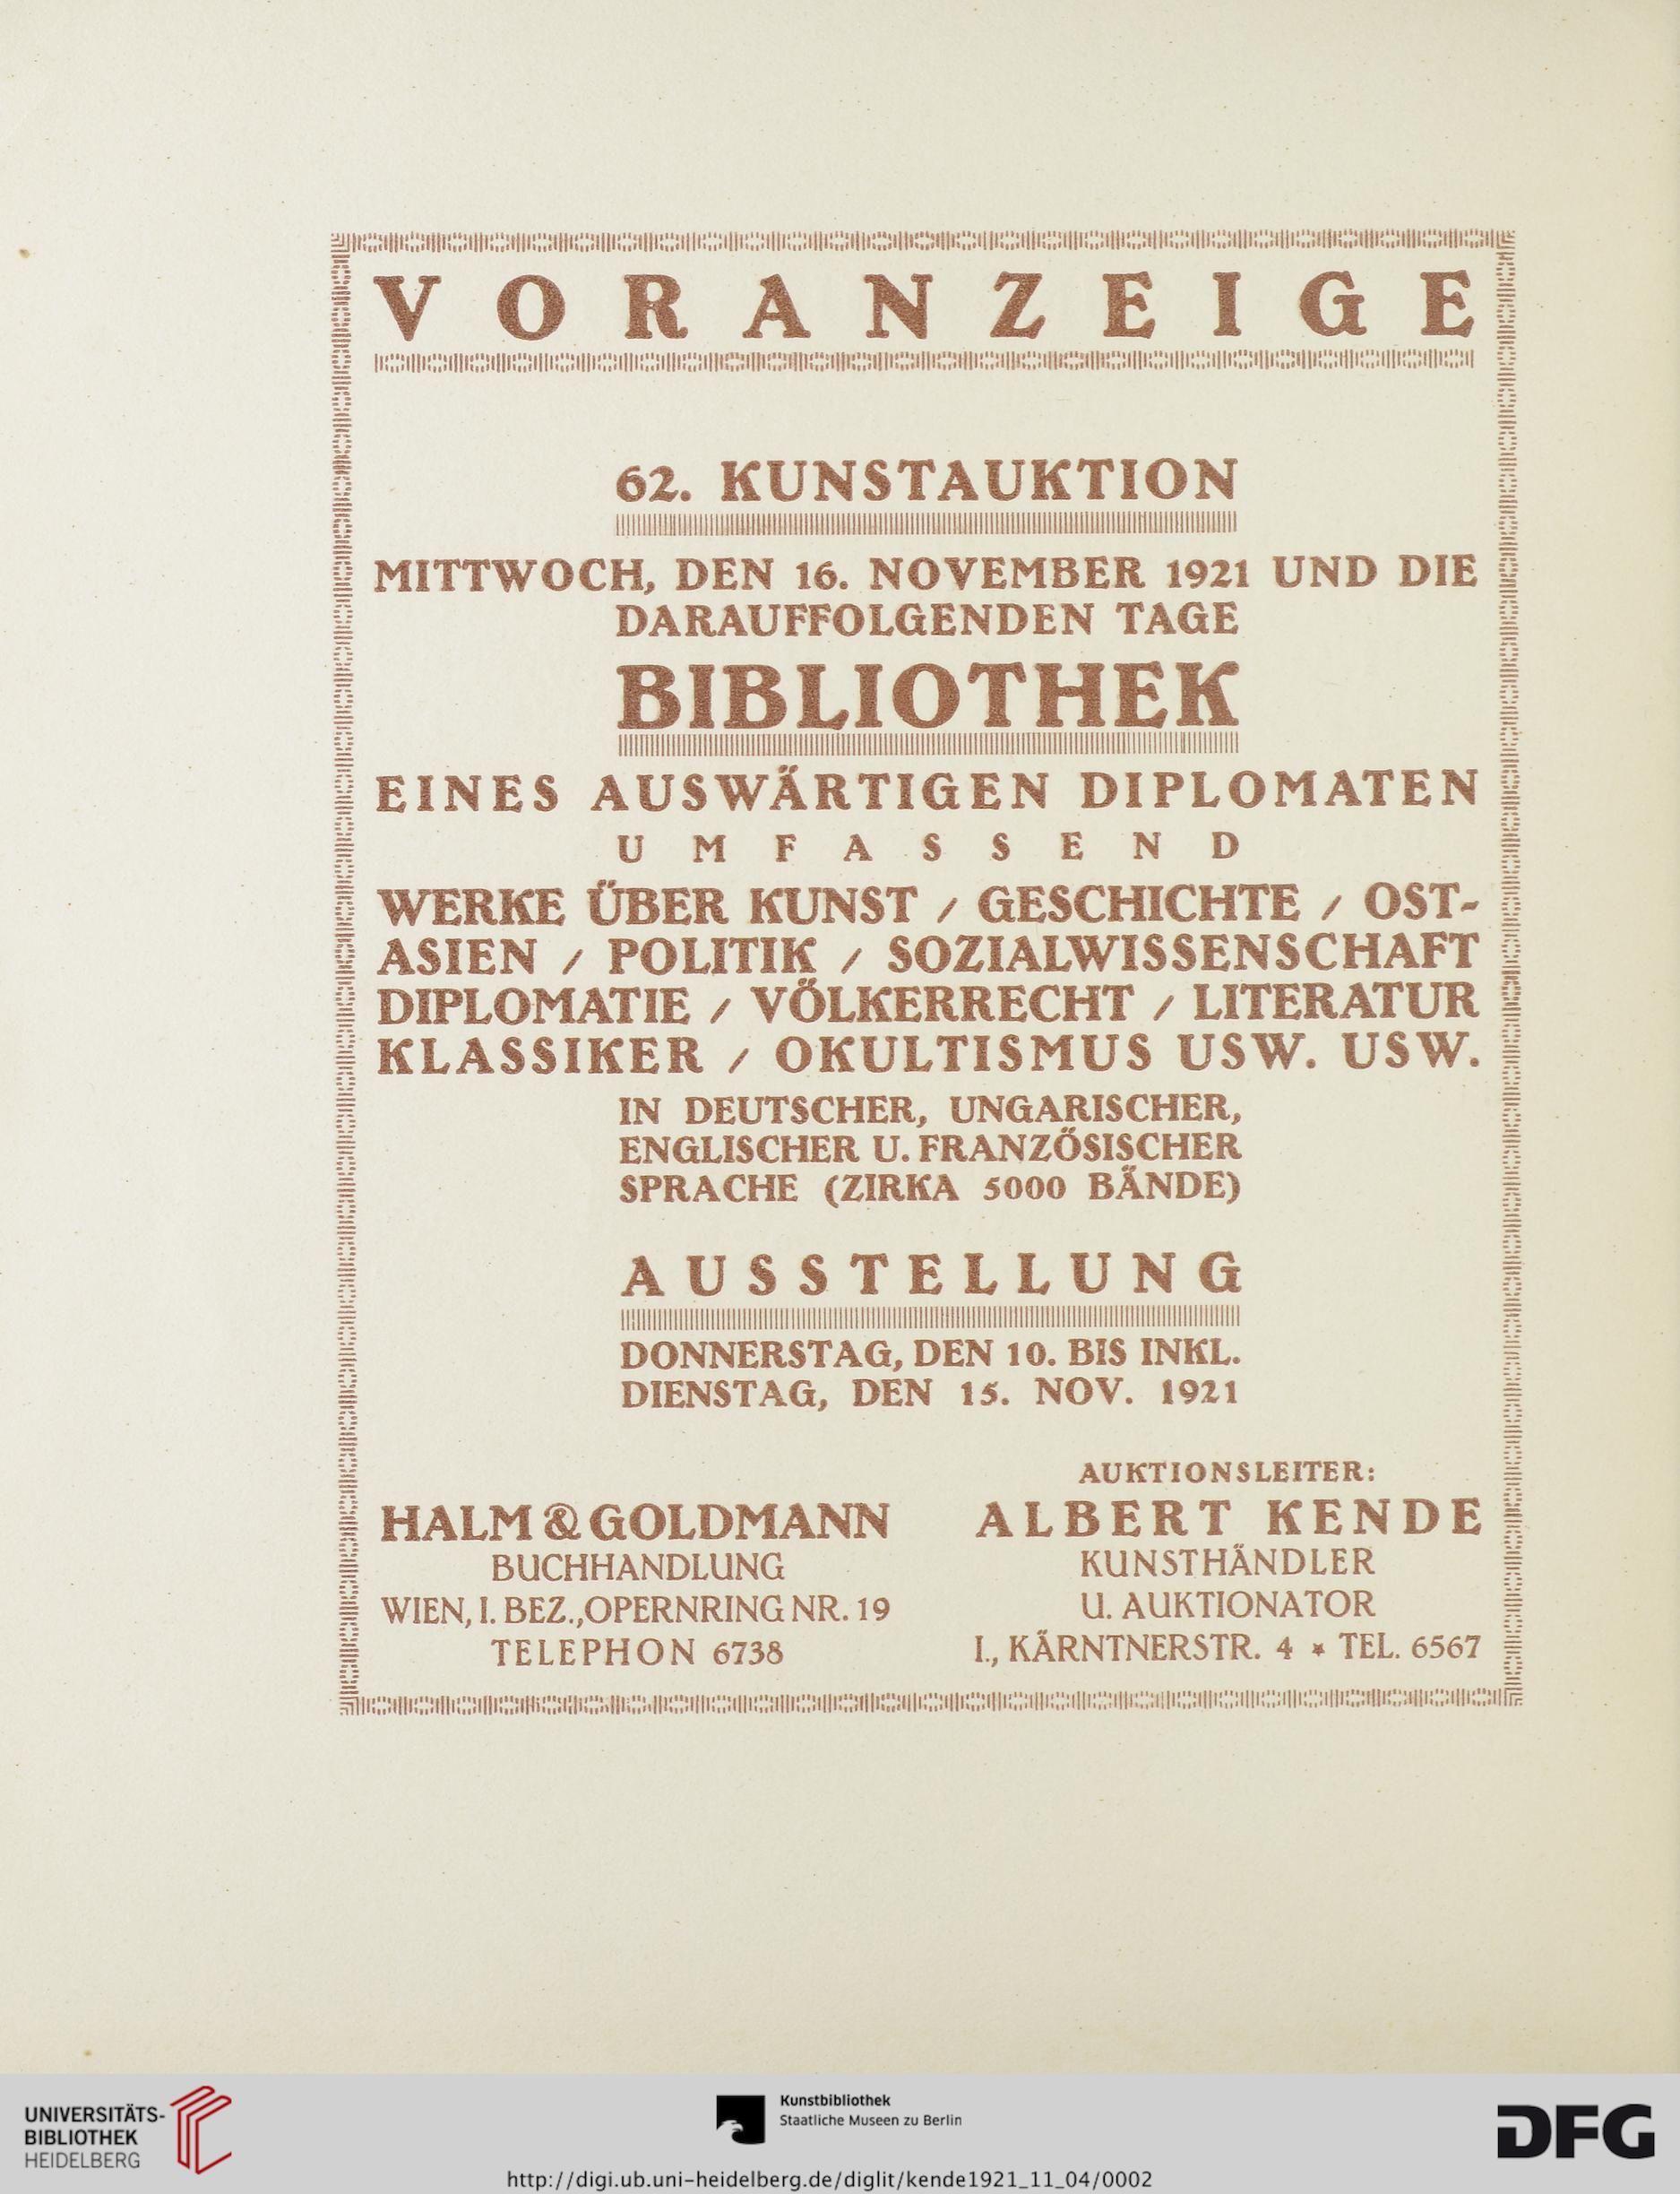 VORANZEIGE
62. KUNSTAUKTION
MITTWOCH, DEN 16. NOVEMBER 1921 UND DIE
DARAUFFOLGENDEN TAGE
BIBLIOTHEK
EINES AUSWÄRTIGEN DIPLOMATEN
UMFASSEND
WERKE ÜBER KUNST / GESCHICHTE / OST-
ASIEN / POLITIK / SOZIALWISSENSCHAFT
DIPLOMATIE / VÖLKERRECHT / LITERATUR
KLASSIKER / OKULTISMUS USW. USW.
IN DEUTSCHER, UNGARISCHER,
ENGLISCHER U. FRANZÖSISCHER
SPRACHE (ZIRKA 5000 BÄNDE)
AUSSTELLUNG
DONNERSTAG, DEN 10. BIS INKL.
DIENSTAG, DEN 15. NOV. 1921
HALM & GOLDMANN
BUCHHANDLUNG
WIEN, I. BEZ., OPERNRING NR. 19
TELEPHON 6738
AUKTIONSLEITER:
ALBERT KENDE
KUNSTHÄNDLER
U. AUKTIONATOR
I., KÄRNTNERSTR. 4 * TEL. 6567
UNIVERSITÄTS-
BIBLIOTHEK
HEIDELBERG
Kunstbibliothek
Staatliche Museen zu Berlin
DFG
http://digi.ub.uni-heidelberg.de/diglit/kende1921_11_04/0002